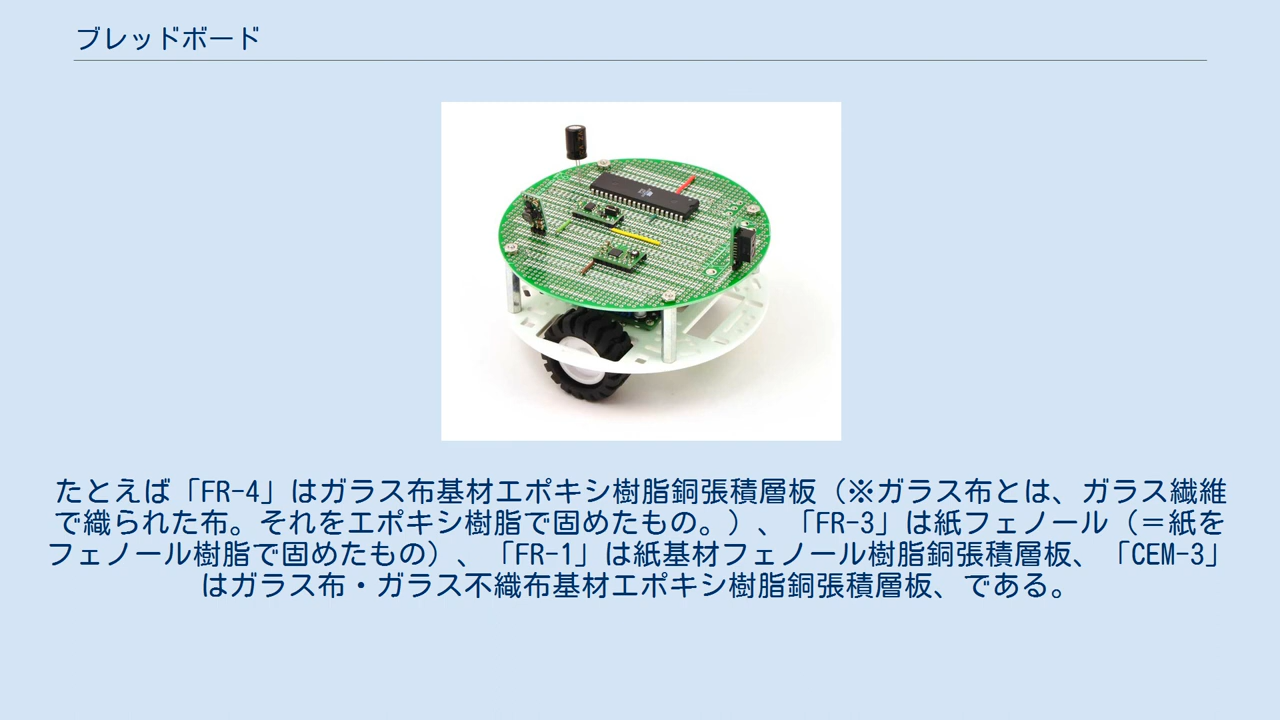 ブレッドボード
たとえば「FR-4」はガラス布基材エポキシ樹脂銅張積層板（※ガラス布とは、ガラス繊維
で織られた布。それをエポキシ樹脂で固めたもの。）、「FR-3」は紙フェノール（＝紙を
フェノール樹脂で固めたもの）、「FR-1」は紙基材フェノール樹脂銅張積層板、「CEM-3」
はガラス布・ガラス不織布基材エポキシ樹脂銅張積層板、である。